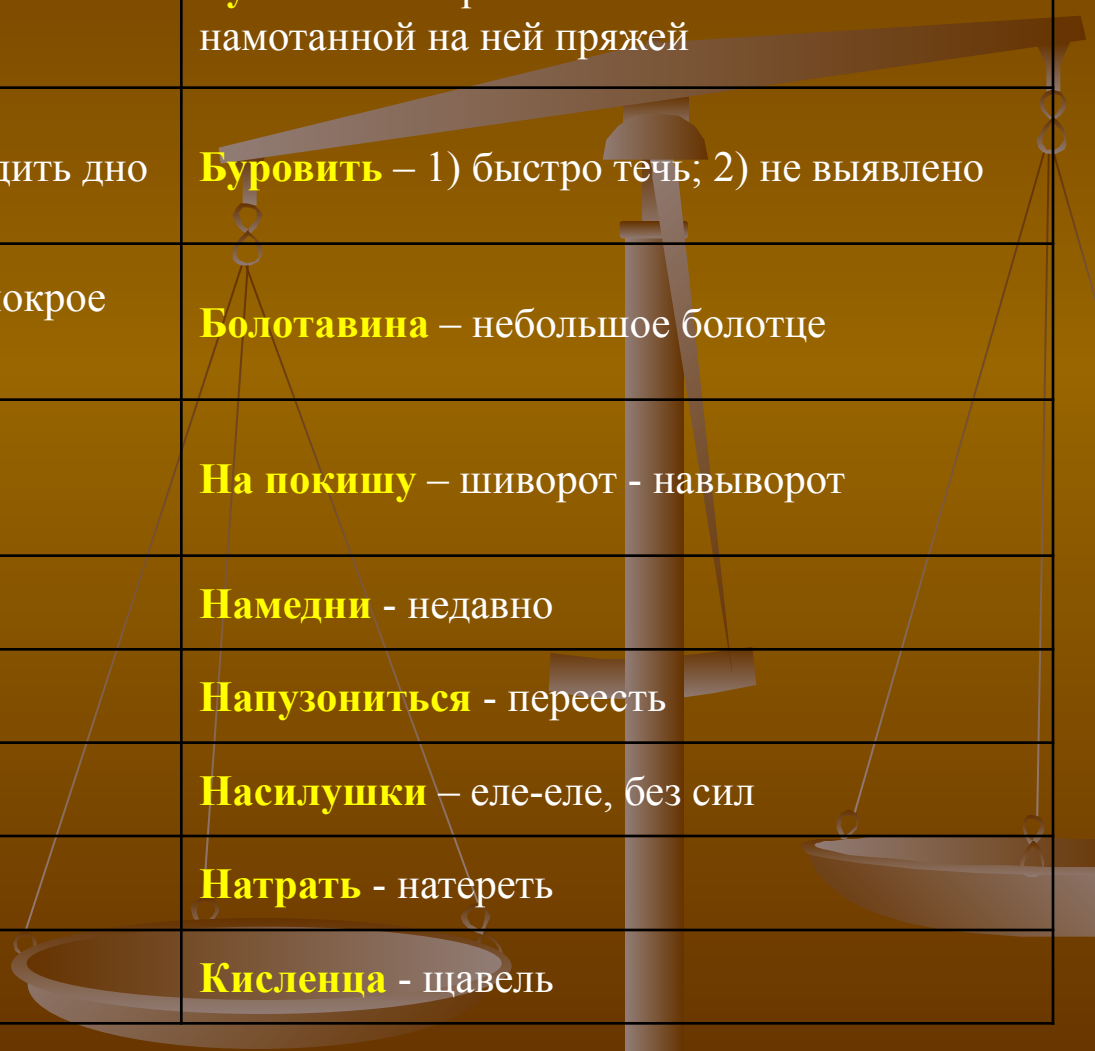 намотанной на ней пряжей
дно
Буровить – 1) быстро течь; 2) не выявлено
Болотавина – небольшое болотце
На покишу – шиворот - навыворот
Намедни - недавно
Напузониться - переесть
Насилушки – еле-еле, без сил
Натрать - натереть
Кисленца - щавель